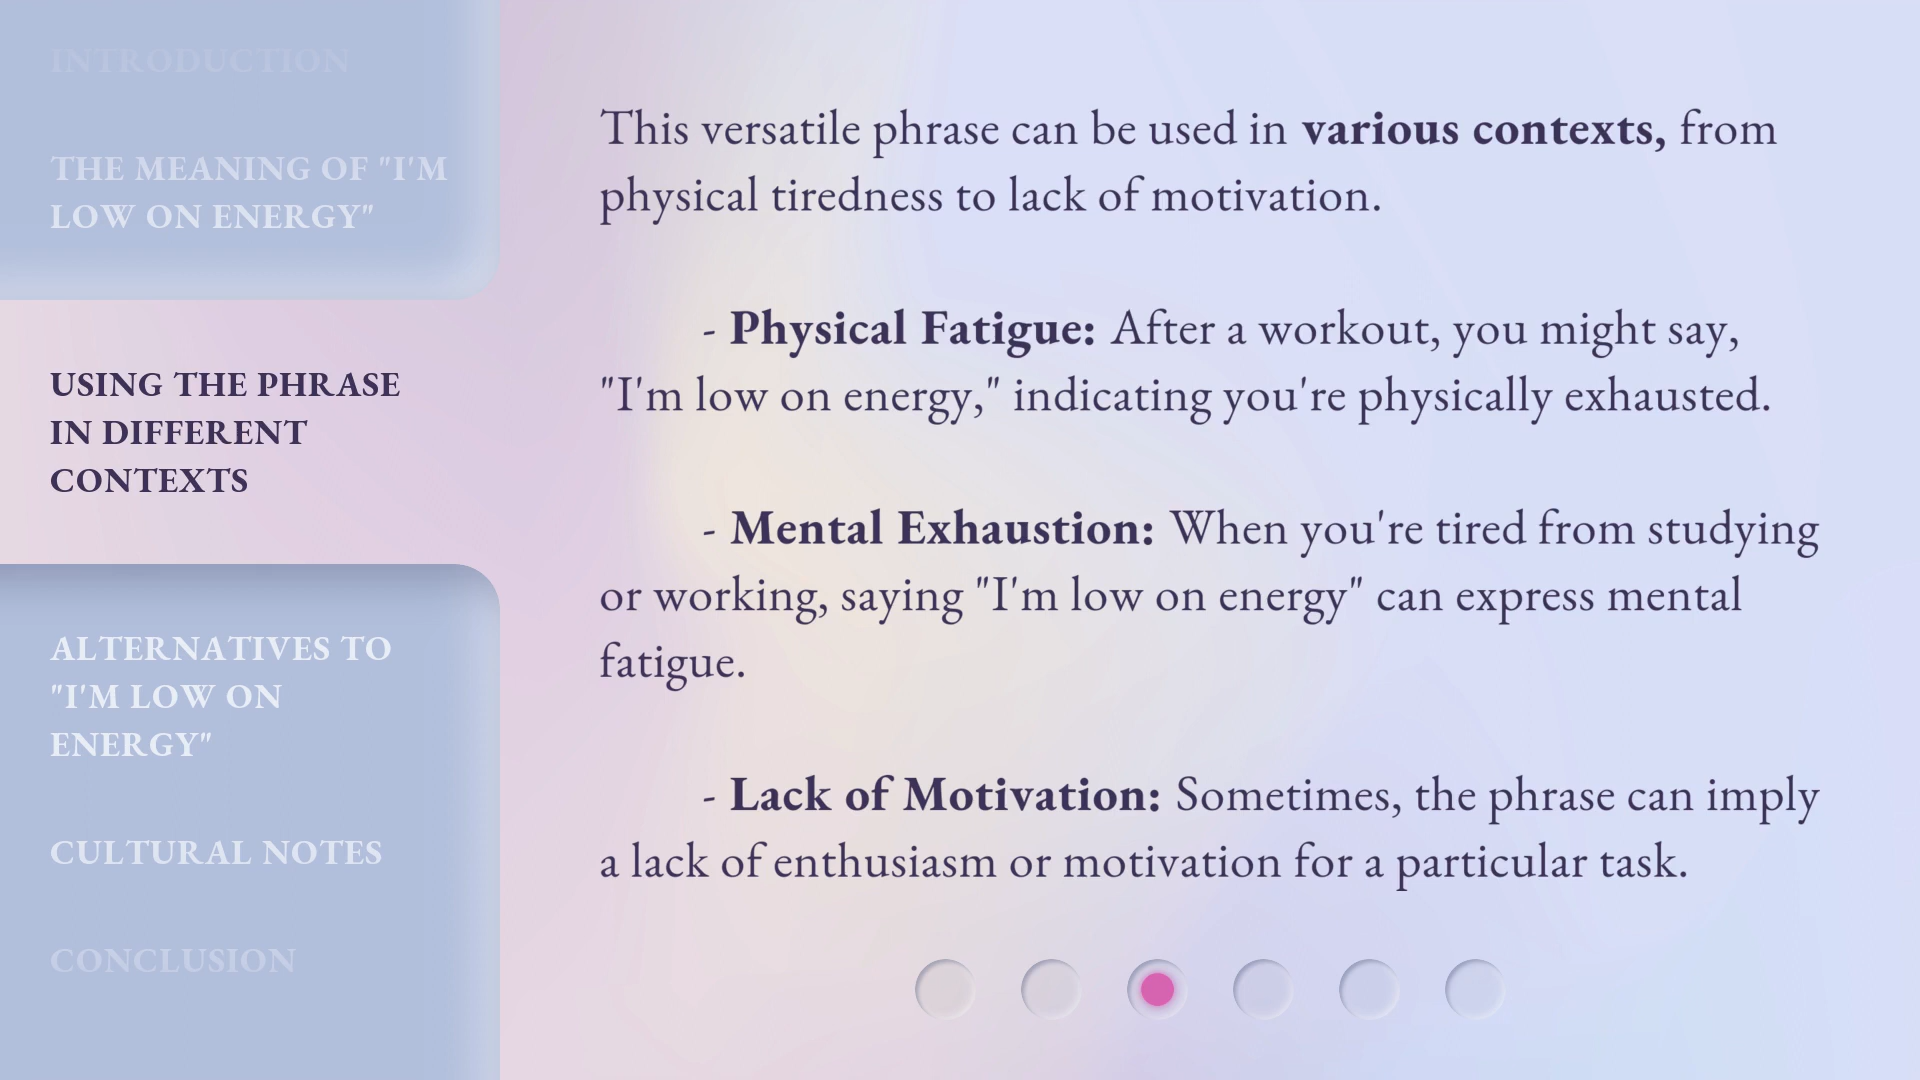 INTRODUCTION
THE MEANING OF "I'M
LOW ON ENERGY"
USING THE PHRASE
IN DIFFERENT
CONTEXTS
ALTERNATIVES TO
"I'M LOW ON
ENERGY"
CULTURAL NOTES
CONCLUSION
This versatile phrase can be used in various contexts, from
physical tiredness to lack of motivation.
- Physical Fatigue: After a workout, you might say,
"I'm low on energy," indicating you're physically exhausted.
- Mental Exhaustion: When you're tired from studying
or working, saying "I'm low on energy" can express mental
fatigue.
- Lack of Motivation: Sometimes, the phrase can imply
a lack of enthusiasm or motivation for a particular task.